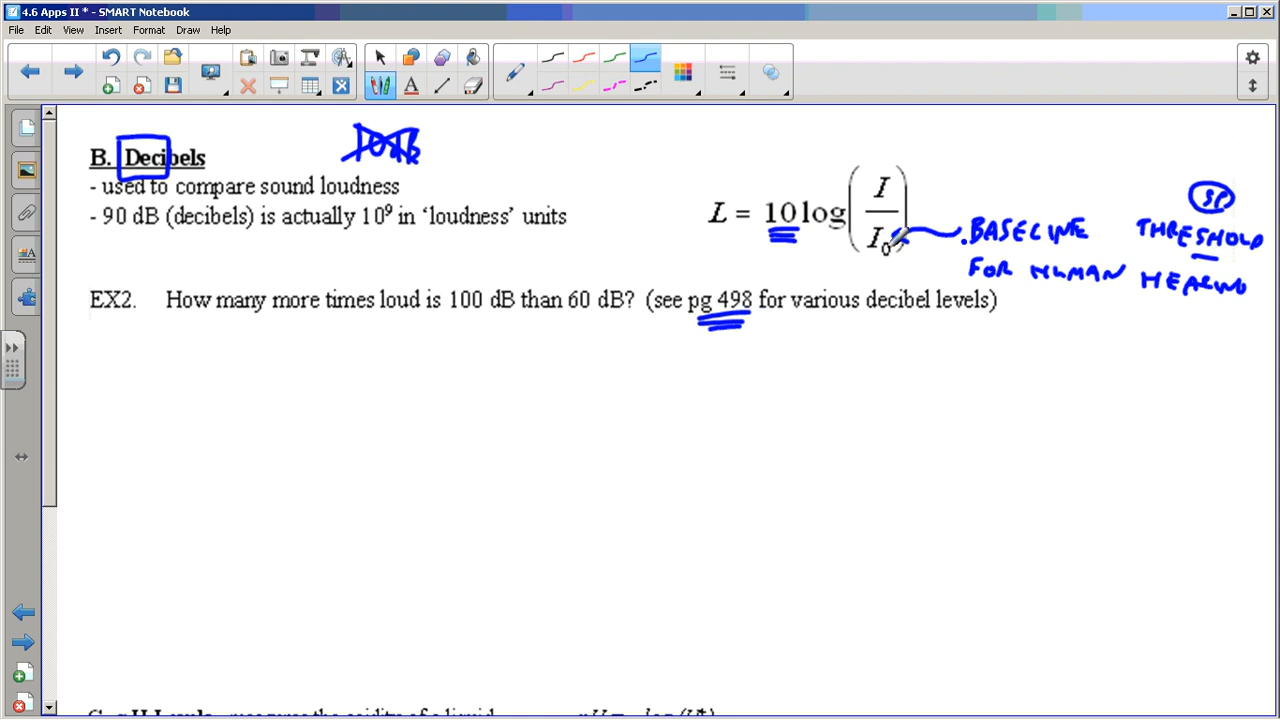 4.6 Apps II * - SMART Notebook
File Edit View Insert Format Draw Help
B. Decibels
- used to compare sound loudness
- 90 dB (decibels) is actually 10⁹ in 'loudness' units
L = 10 log(I/I₀)
SP
BASELINE THRESHOLD
FOR HUMAN HEARING
EX2. How many more times loud is 100 dB than 60 dB? (see pg 498 for various decibel levels)